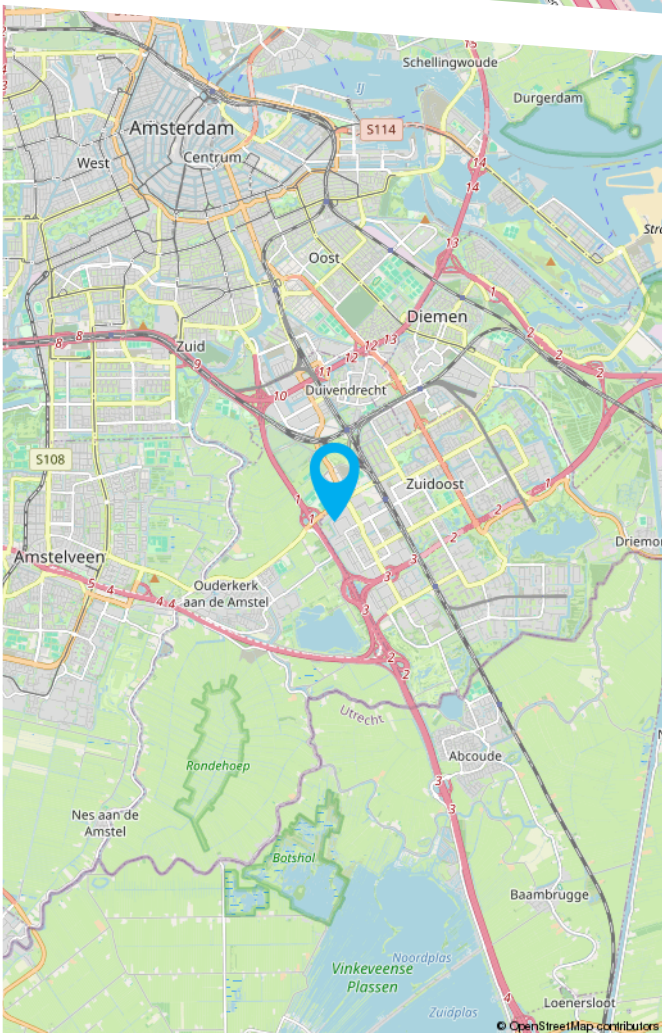 15
Schellingwoude
IJ
Durgerdam
Amsterdam
S114
Centrum
West
14
14
13
Oost
1
Diemen
2
8
8
Zuid
9
12
13
12
11
2
2
10
Duivendrecht
S108
Zuidoost
1
1
1
2
2
Driemon
Amstelveen
3
3
5
4
4 4
Ouderkerk
aan de Amstel
3
2
2
Utrecht
Rondehoep
Abcoude
3
3
Nes aan de
Amstel
Botshol
Baambrugge
Noordplas
Vinkeveense
Plassen
Zuidplas
4
Loenersloot
© OpenStreetMap contributors